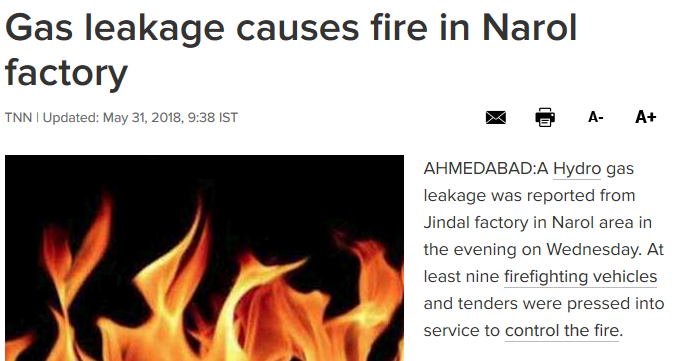 Gas leakage causes fire in Narol
factory
TNN | Updated: May 31, 2018, 9:38 IST
A- A+
AHMEDABAD:A Hydro gas
leakage was reported from
Jindal factory in Narol area in
the evening on Wednesday. At
least nine firefighting vehicles
and tenders were pressed into
service to control the fire.